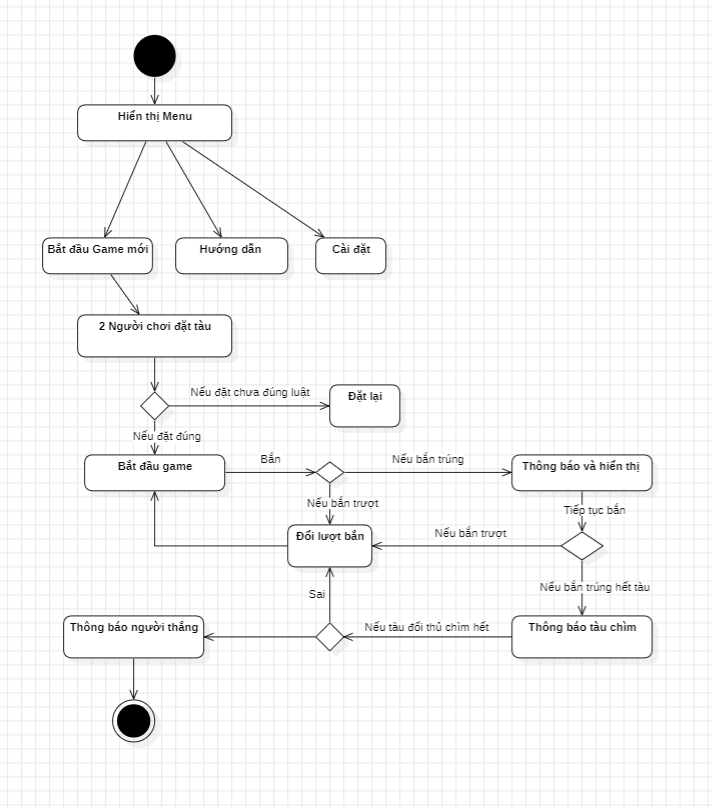 Hiển thị Menu
Bắt đầu Game mới
Hướng dẫn
Cài đặt
2 Người chơi đặt tàu
Nếu đặt chưa đúng luật
Đặt lại
Nếu đặt đúng
Bắt đầu game
Bắn
Nếu bắn trúng
Thông báo và hiển thị
Nếu bắn trượt
Tiếp tục bắn
Đổi lượt bắn
Nếu bắn trượt
Nếu bắn trúng hết tàu
Sai
Thông báo người thắng
Nếu tàu đối thủ chìm hết
Thông báo tàu chìm